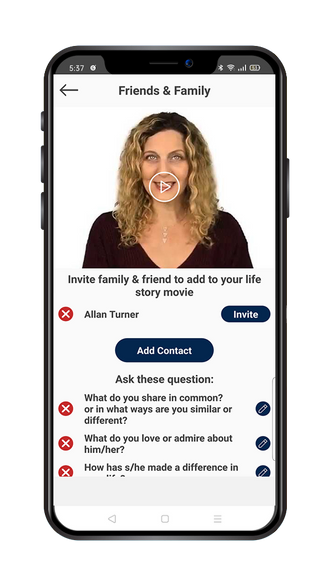 5:37
Friends & Family
Invite family & friend to add to your life
story movie
Allan Turner
Invite
Add Contact
Ask these question:
What do you share in common?
or in what ways are you similar or
different?
What do you love or admire about
him/her?
How has s/he made a difference in